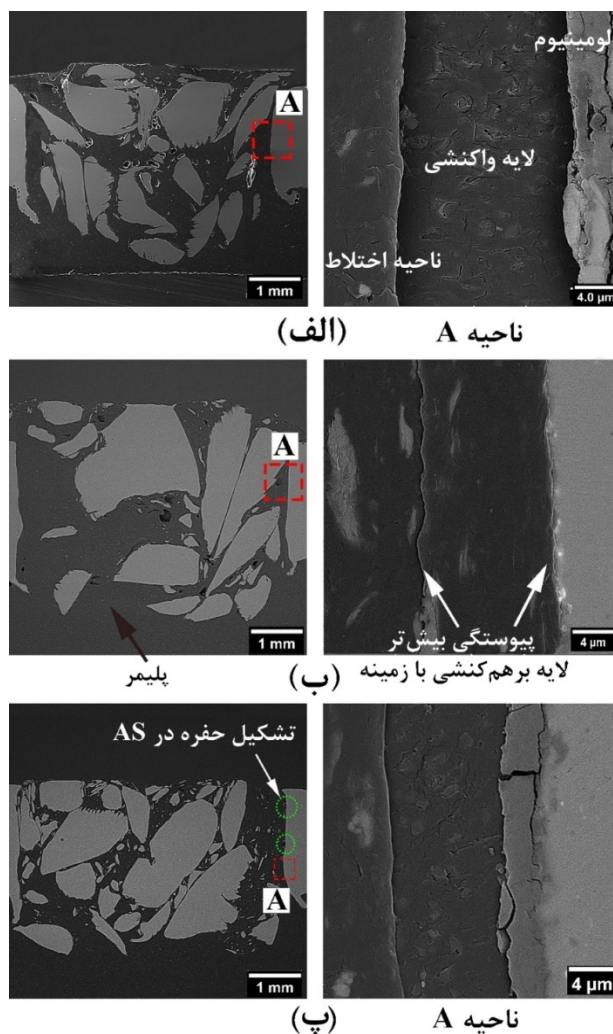 A
1 mm
لومینیوم
لایه واکنشی
ناحیه اختلاط
4.0 µm
(الف)
ناحیه A
A
1 mm
پلیمر
پیوستگی بیش‌تر
لایه برهم‌کنشی با زمینه
4 µm
(ب)
تشکیل حفره در AS
A
1 mm
4 µm
(پ)
ناحیه A